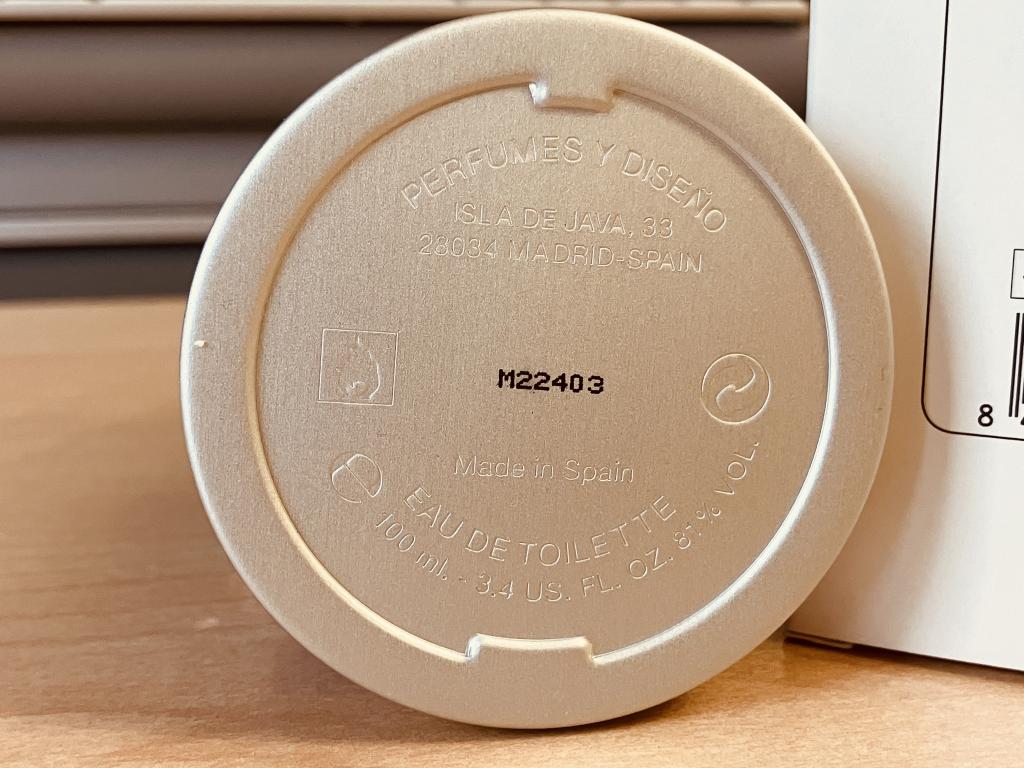 PERFUMES Y DISEÑO
ISLA DE JAVA, 33
28034 MADRID-SPAIN
M22403
Made in Spain
EAU DE TOILETTE
100 ml. - 3.4 US. FL. OZ. % VOL.
8